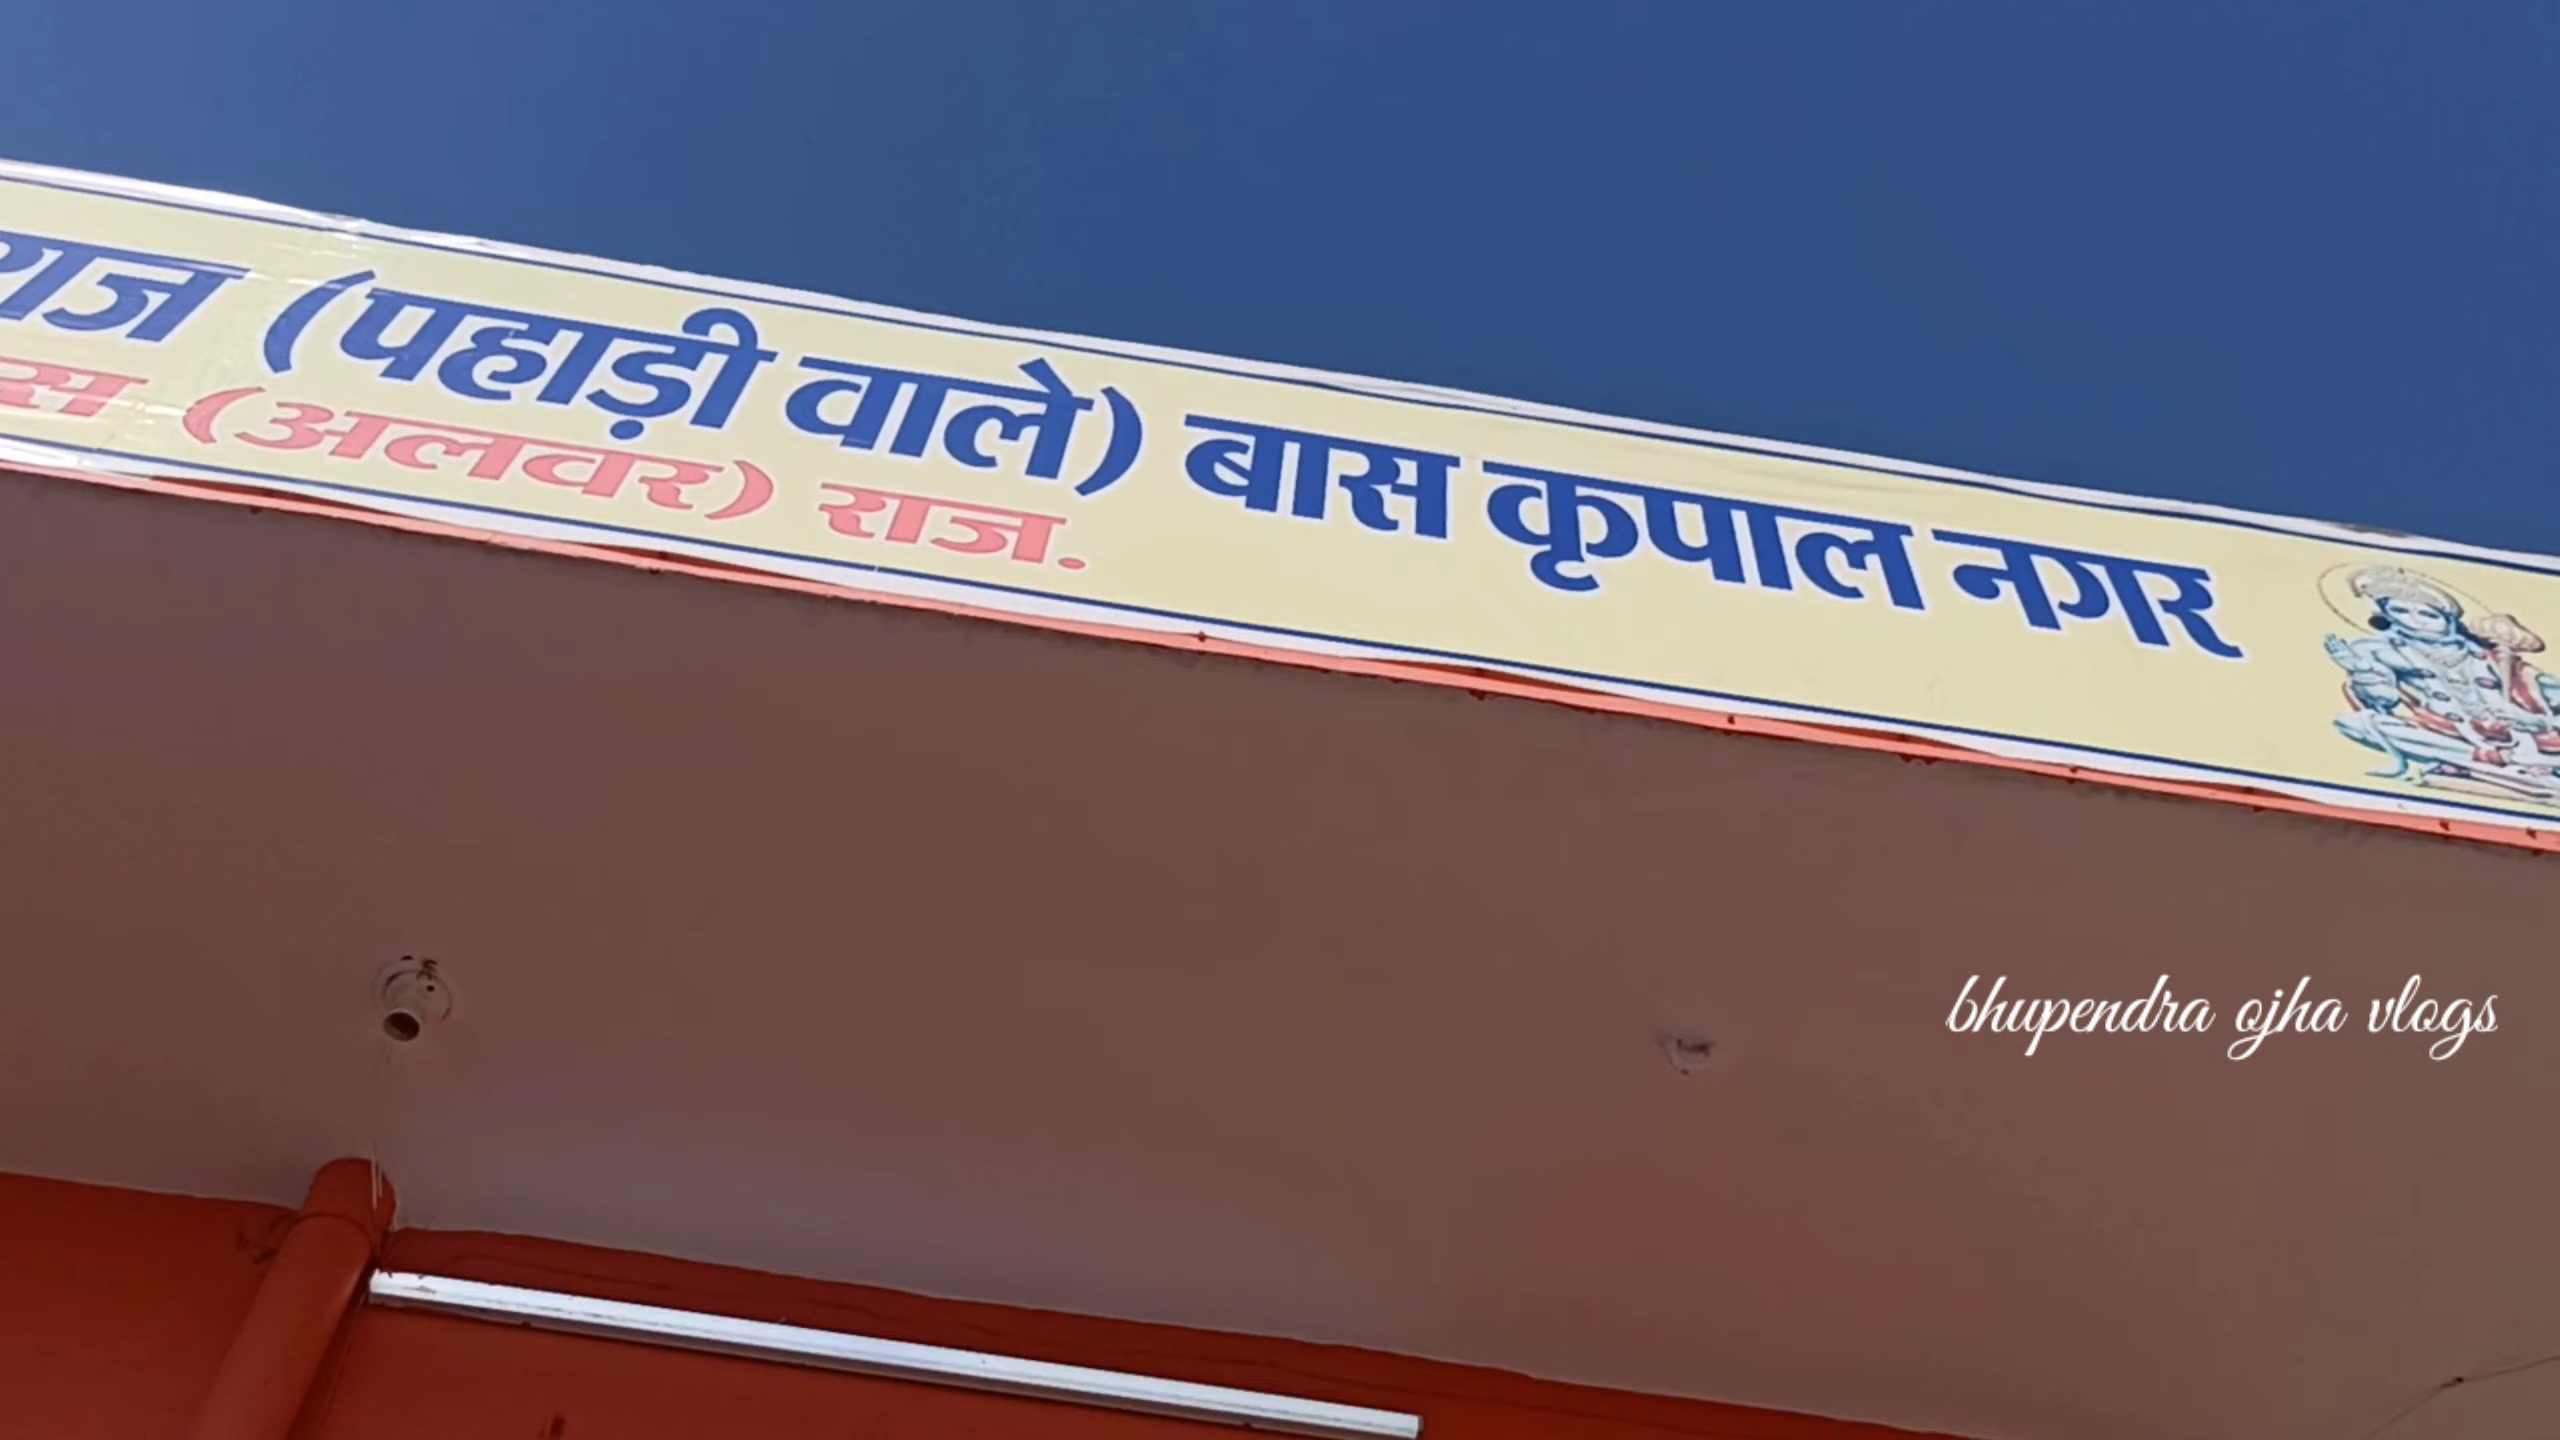 (पहाड़ी वाले) बास कृपाल नगर
(अलवर) राज.
bhupendra ojha vlogs